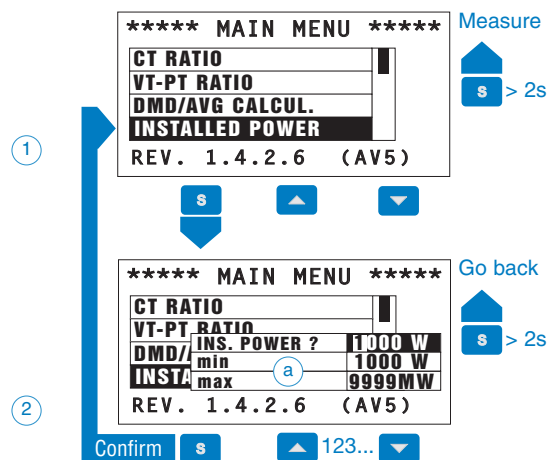 ***** MAIN MENU *****
Measure
CT RATIO
VT-PT RATIO
DMD/AVG CALCUL.
S > 2s
INSTALLED POWER
1
REV. 1.4.2.6 (AV5)
S
***** MAIN MENU *****
Go back
CT RATIO
VT-PT RATIO
INS. POWER ? 1000 W
S > 2s
DMD/
min 1000 W
a
INSTA
max 9999MW
2
REV. 1.4.2.6 (AV5)
Confirm S 123...